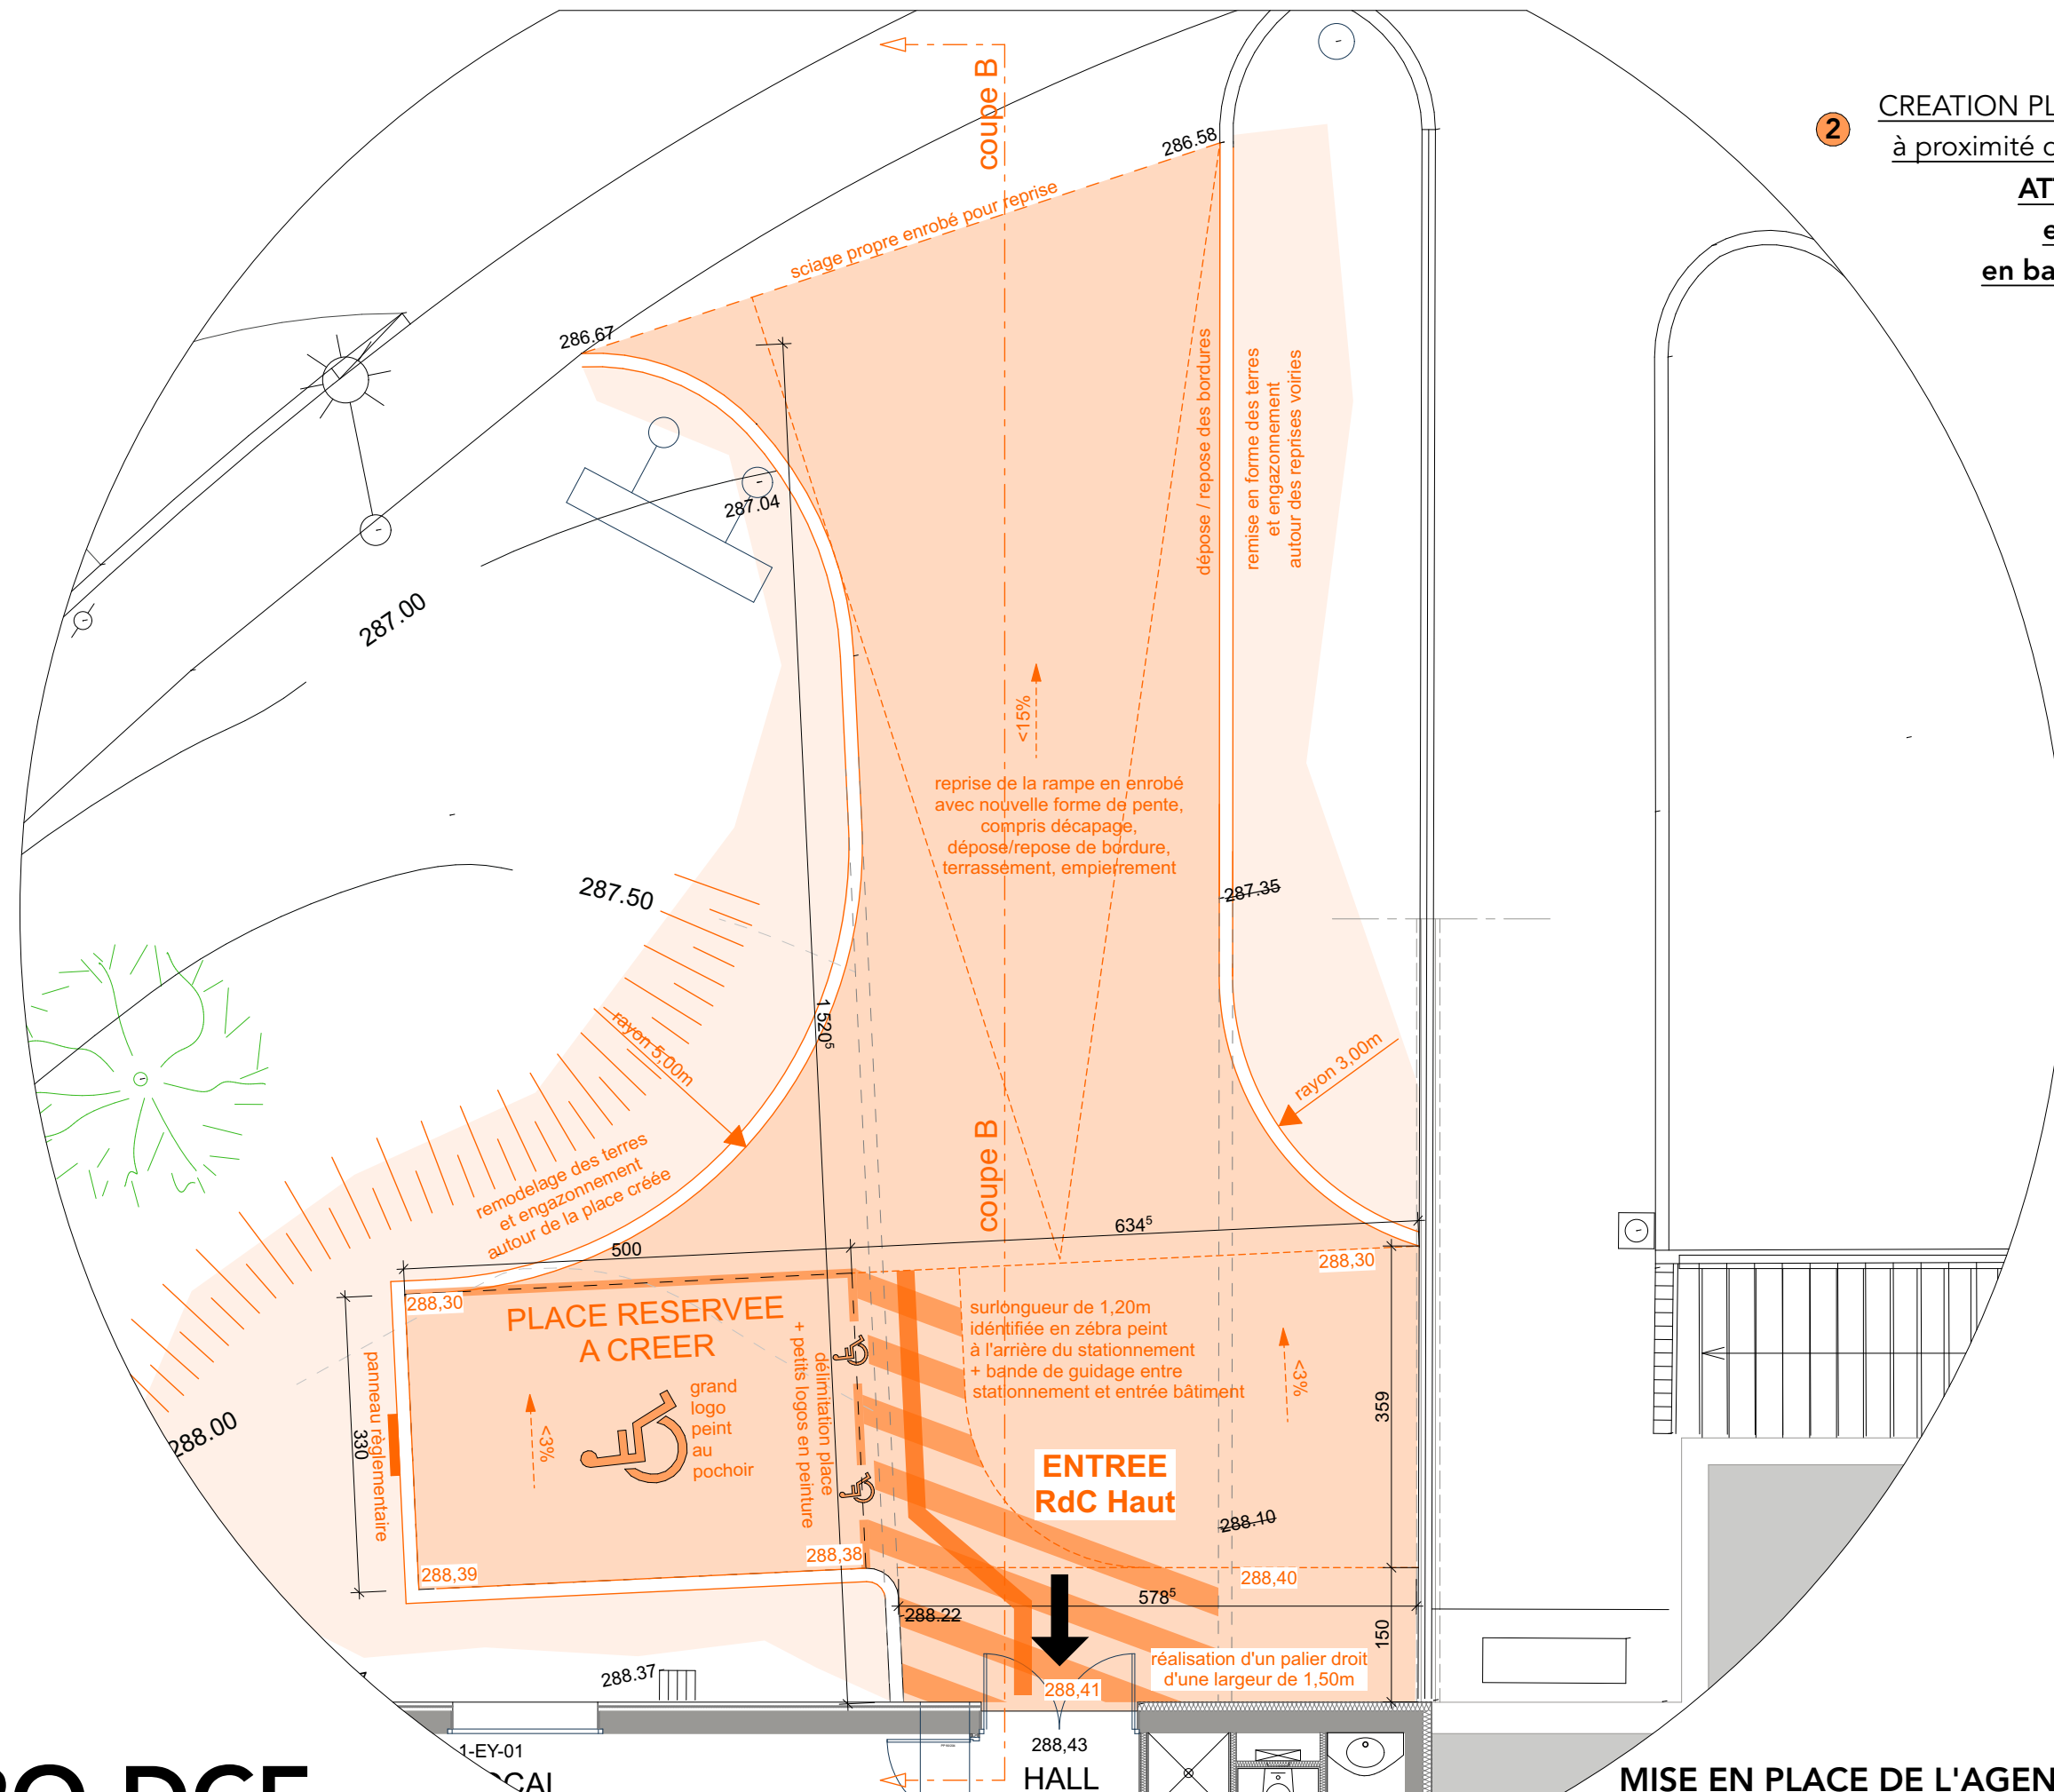 coupe B
286.58
2
CREATION
à proximité
en
sciage propre enrobé pour reprise
286.67
287.04
dépose / repose des bordures
remise en forme des terres
et engazonnement
autour des reprises voiries
287.00
<15%
reprise de la rampe en enrobé
avec nouvelle forme de pente,
compris décapage,
dépose/repose de bordure,
terrassement, empierrement
287.35
287.50
1 520⁵
rayon 5,00m
rayon 3,00m
remodelage des terres
et engazonnement
autour de la place créée
coupe B
500
634⁵
288,30
288,30
PLACE RESERVEE
A CREER
surlongueur de 1,20m
identifiée en zébra peint
à l'arrière du stationnement
+ bande de guidage entre
stationnement et entrée bâtiment
délimitation place
+ petits logos en peinture
panneau règlementaire
330
grand
logo
peint
au
pochoir
<3%
<3%
359
288.00
ENTREE
RdC Haut
288.10
288,38
288,39
288,40
578⁵
288.22
150
réalisation d'un palier droit
d'une largeur de 1,50m
288.37
288,41
288,43
HALL
1-EY-01
DCE
MISE EN PLACE DE